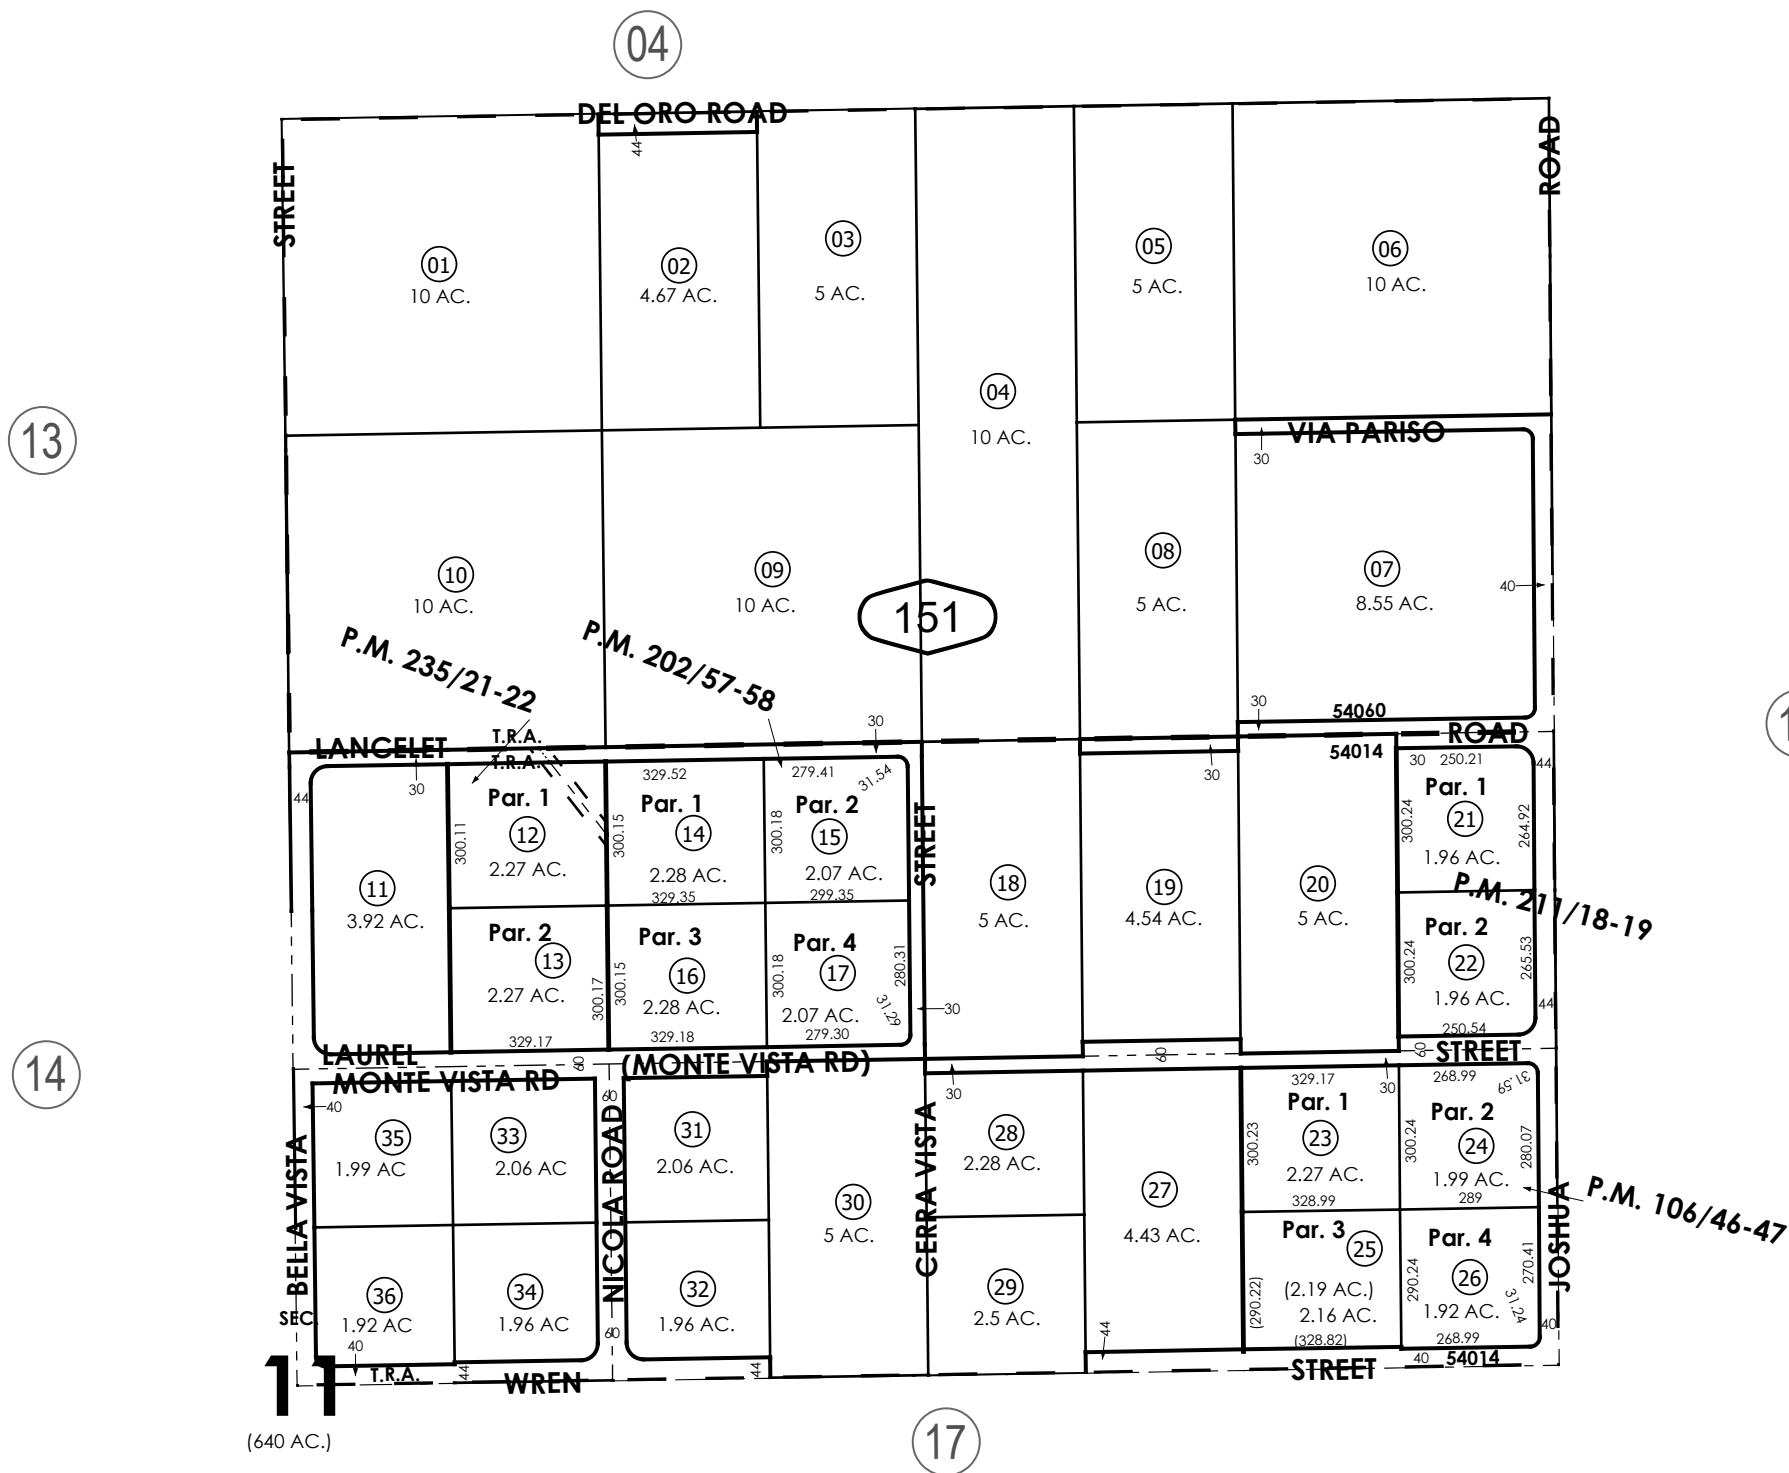 04
DEL ORO ROAD
44
STREET
ROAD
01
10 AC.
02
4.67 AC.
03
5 AC.
05
5 AC.
06
10 AC.
04
10 AC.
13
VIA PARISO
30
10
10 AC.
09
10 AC.
151
08
5 AC.
07
8.55 AC.
40
P.M. 235/21-22
P.M. 202/57-58
30
30
54060
LANCELET
T.R.A.
T.R.A.
ROAD
54014
30
30
44
44
329.52
279.41
31.54
30
250.21
11
3.92 AC.
Par. 1
12
2.27 AC.
300.11
Par. 1
14
2.28 AC.
300.15
329.35
Par. 2
15
2.07 AC.
300.18
299.35
STREET
18
5 AC.
19
4.54 AC.
20
5 AC.
Par. 1
21
1.96 AC.
300.24
264.92
P.M. 211/18-19
Par. 2
13
2.27 AC.
300.17
329.17
Par. 3
16
2.28 AC.
300.15
329.18
Par. 4
17
2.07 AC.
300.18
280.31
31.29
279.30
30
Par. 2
22
1.96 AC.
300.24
265.53
44
250.54
14
LAUREL
(MONTE VISTA RD)
60
60
60
STREET
MONTE VISTA RD
40
60
30
30
329.17
268.99
31.59
35
1.99 AC
33
2.06 AC
31
2.06 AC.
28
2.28 AC.
Par. 1
23
2.27 AC.
300.23
328.99
Par. 2
24
1.99 AC.
300.24
280.07
289
BELLA VISTA
NICOLA ROAD
CERRA VISTA
JOSHUA
P.M. 106/46-47
30
5 AC.
27
4.43 AC.
36
1.92 AC
34
1.96 AC
32
1.96 AC.
29
2.5 AC.
Par. 3
25
(2.19 AC.)
2.16 AC.
(290.22)
(328.82)
Par. 4
26
1.92 AC.
290.24
270.41
31.24
268.99
SEC.
11
(640 AC.)
40
T.R.A.
44
WREN
60
44
44
STREET
40
54014
40
17